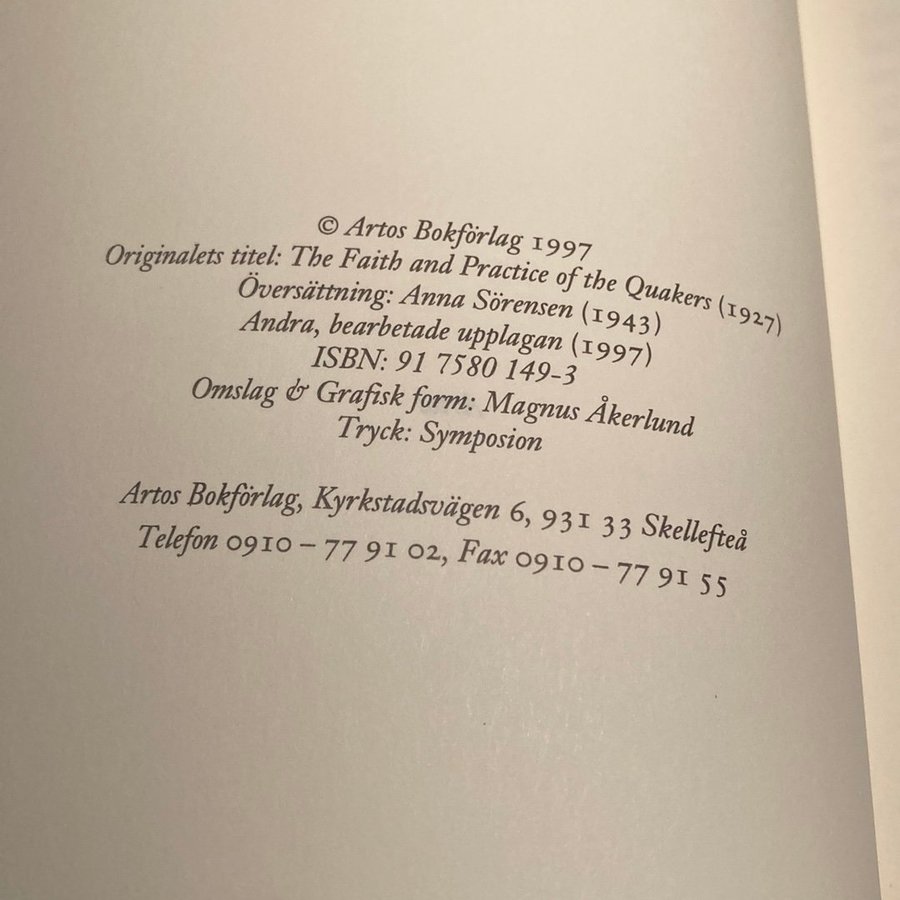 © Artos Bokförlag 1997
Originalets titel: The Faith and Practice of the Quakers (1927)
Översättning: Anna Sörensen (1943)
Andra, bearbetade upplagan (1997)
ISBN: 91 7580 149-3
Omslag & Grafisk form: Magnus Åkerlund
Tryck: Symposion
Artos Bokförlag, Kyrkstadsvägen 6, 931 33 Skellefteå
Telefon 0910 – 77 91 02, Fax 0910 – 77 91 55